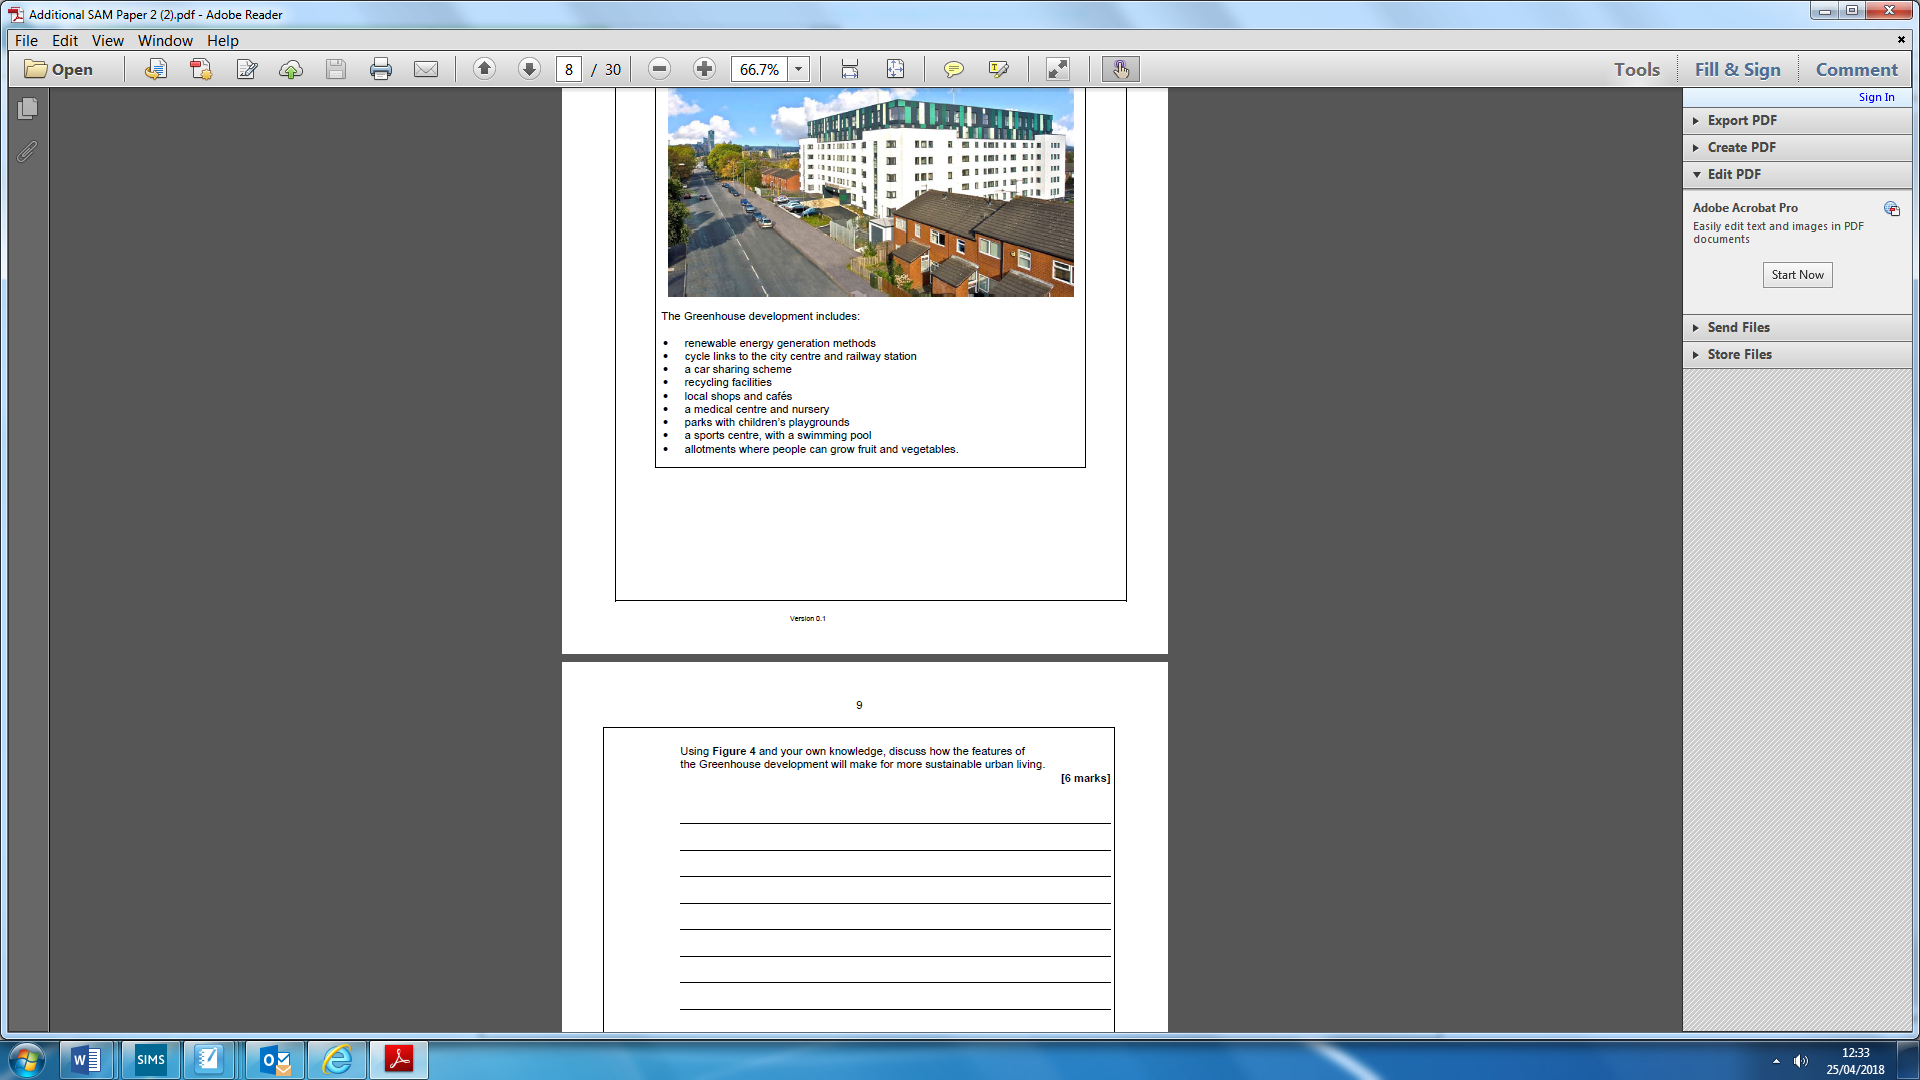 Additional SAM Paper 2 (2).pdf - Adobe Reader
File Edit View Window Help
Open 8 / 30 66.7% Tools Fill & Sign Comment
Sign In
Export PDF
Create PDF
Edit PDF
Adobe Acrobat Pro
Easily edit text and images in PDF
documents
Start Now
Send Files
Store Files
The Greenhouse development includes:
• renewable energy generation methods
• cycle links to the city centre and railway station
• a car sharing scheme
• recycling facilities
• local shops and cafés
• a medical centre and nursery
• parks with children's playgrounds
• a sports centre, with a swimming pool
• allotments where people can grow fruit and vegetables.
Version 0.1
9
Using Figure 4 and your own knowledge, discuss how the features of
the Greenhouse development will make for more sustainable urban living.
[6 marks]
SIMS
12:33
25/04/2018